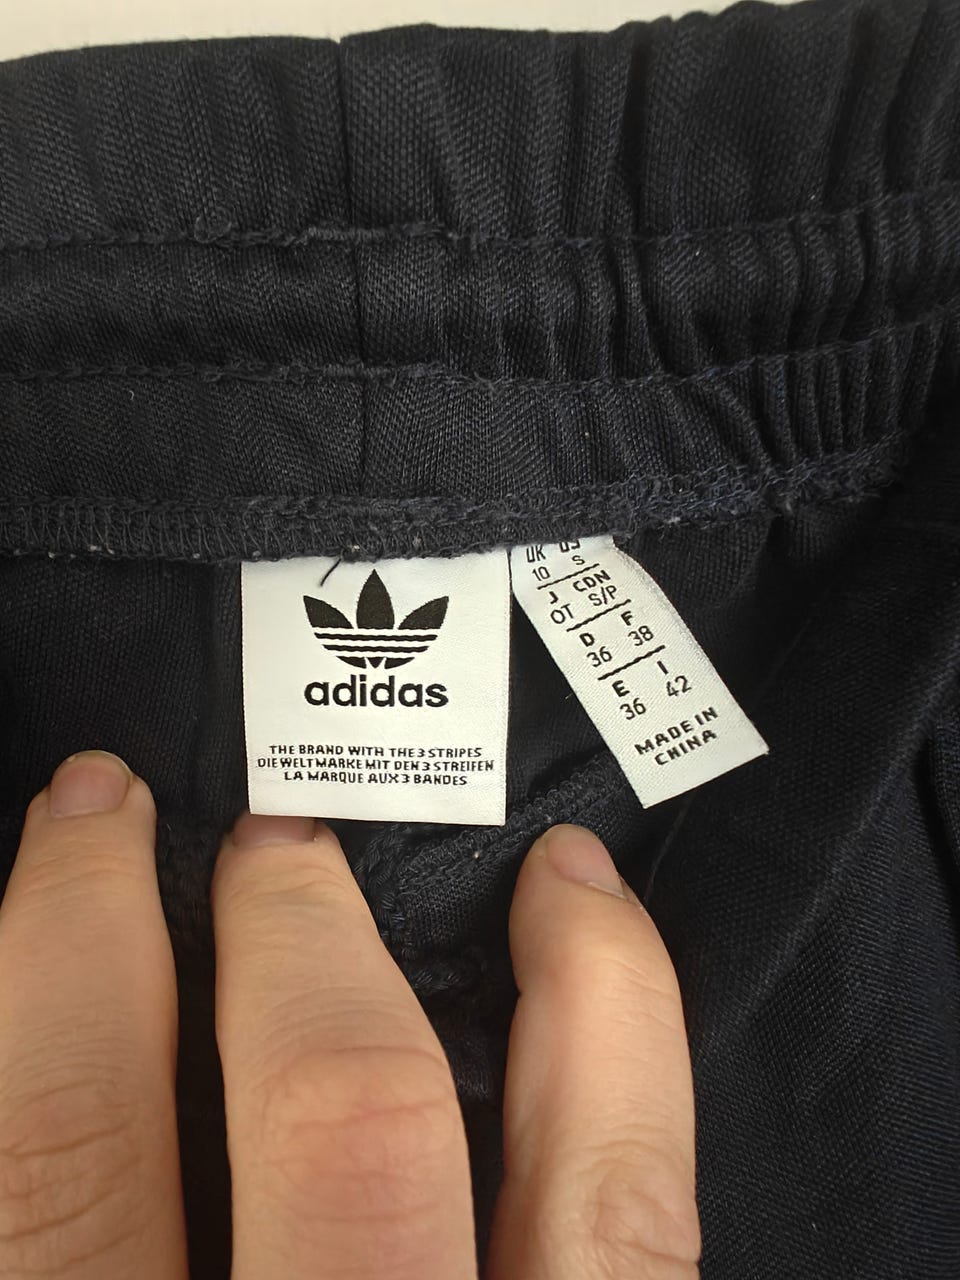 adidas
THE BRAND WITH THE 3 STRIPES
DIE WELTMARKE MIT DEN 3 STREIFEN
LA MARQUE AUX 3 BANDES
UK US
10 S
J CDN
OT S/P
D F
36 38
E I
36 42
MADE IN
CHINA